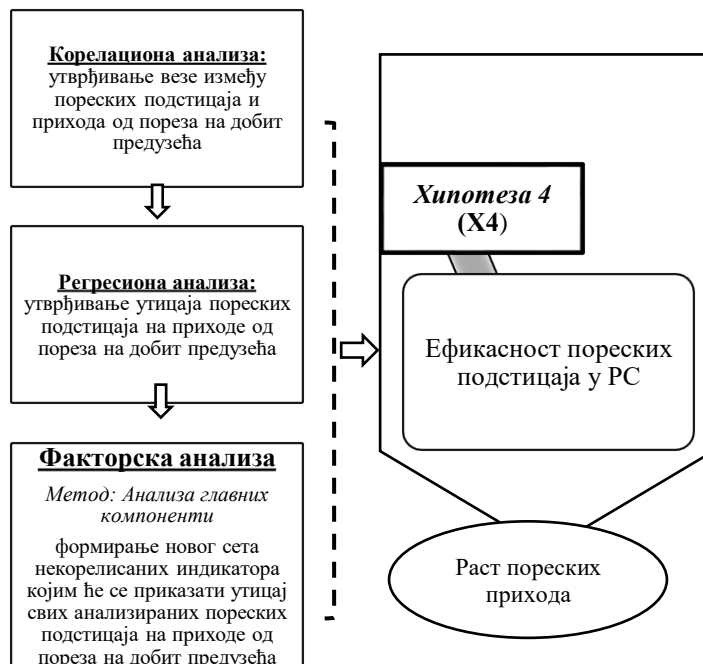 Корелациона анализа:
утврђивање везе између
пореских подстицаја и
прихода од пореза на добит
предузећа
Регресиона анализа:
утврђивање утицаја пореских
подстицаја на приходе од
пореза на добит предузећа
Факторска анализа
Метод: Анализа главних
компоненти
формирање новог сета
некорелисаних индикатора
којим ће се приказати утицај
свих анализираних пореских
подстицаја на приходе од
пореза на добит предузећа
Хипотеза 4
(X4)
Ефикасност пореских
подстицаја у РС
Раст пореских
прихода